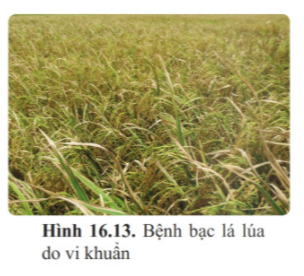 Hình 16.13. Bệnh bạc lá lúa
do vi khuẩn